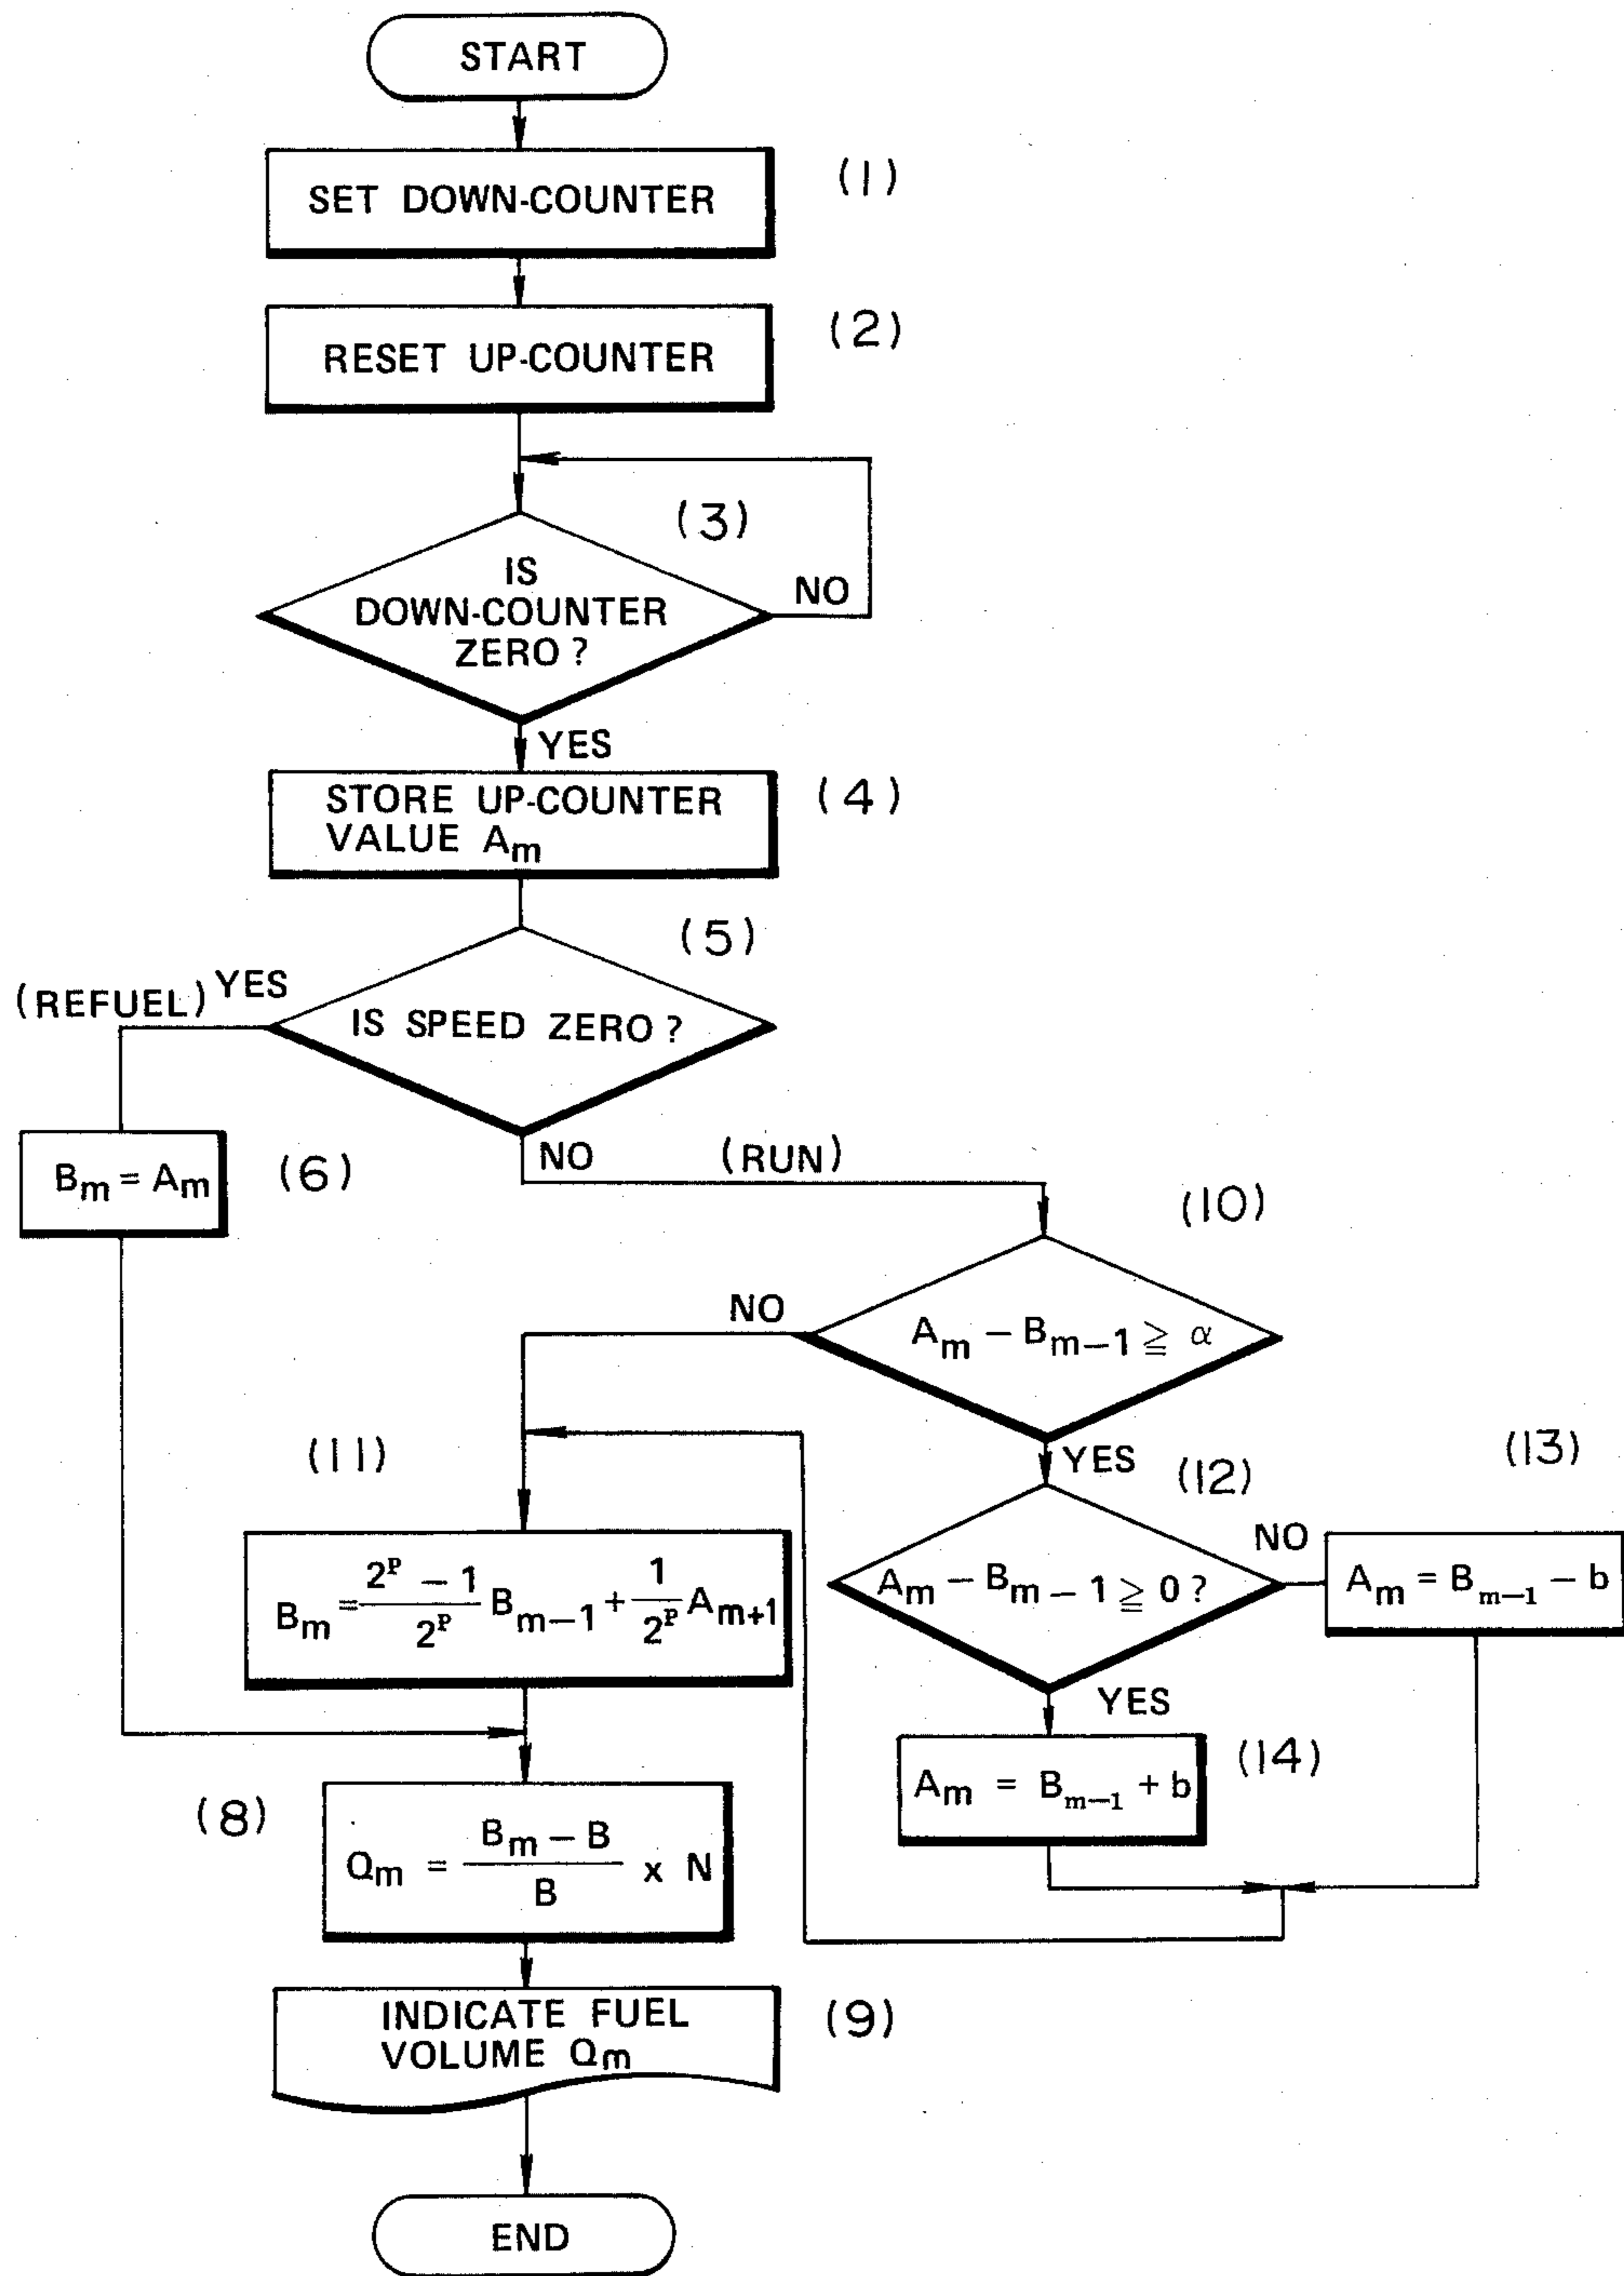 START
SET DOWN-COUNTER
(1)
RESET UP-COUNTER
(2)
(3)
IS
DOWN-COUNTER
ZERO?
NO
YES
STORE UP-COUNTER
VALUE Am
(4)
(5)
(REFUEL) YES
IS SPEED ZERO?
NO
(RUN)
Bm = Am
(6)
(10)
NO
Am − Bm−1 ≧ α
YES
(11)
(12)
(13)
Am − Bm−1 ≧ 0?
NO
Am = Bm−1 − b
Bm = 2^P − 1 / 2^P Bm−1 + 1 / 2^P Am+1
YES
Am = Bm−1 + b
(14)
(8)
Qm = Bm − B / B x N
INDICATE FUEL
VOLUME Qm
(9)
END